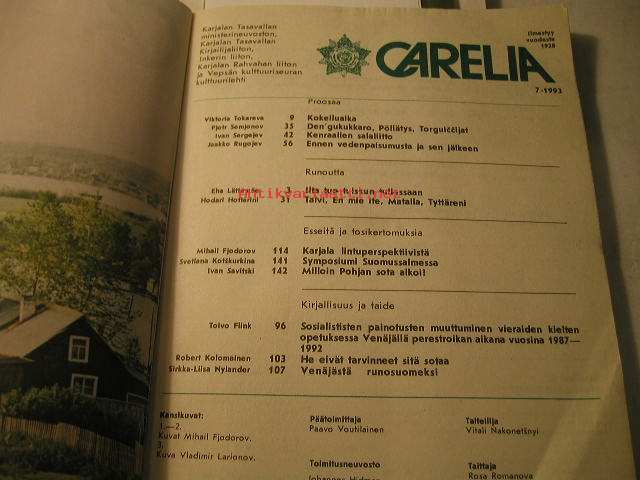 Karjalan Tasavallan
ministerineuvoston,
Karjalan Tasavallan
Kirjailijaliiton,
Inkerin liiton,
Karjalan Rahvahan liiton
ja Vepsän kulttuuriseuran
kulttuurilehti
CARELIA
Ilmestyy
vuodesta
1928
7·1993
Proosaa
Viktoria Tokareva 9 Kokeiluaika
Pjotr Semjonov 35 Den'gukukkaro, Pöllätys, Torguiččijat
Ivan Sergejev 42 Kenraalien salaliitto
Jaakko Rugojev 56 Ennen vedenpaisumusta ja sen jälkeen
Runoutta
3
31 Talvi, En mie ite, Matalla, Tyttäreni
Esseitä ja tosikertomuksia
Mihail Fjodorov 114 Karjala lintuperspektiivistä
Svetlana Kotškurkina 141 Symposiumi Suomussalmessa
Ivan Savitski 142 Milloin Pohjan sota alkoi!
Kirjallisuus ja taide
Toivo Flink 96 Sosialististen painotusten muuttuminen vieraiden kielten
opetuksessa Venäjällä perestroikan aikana vuosina 1987—
1992
Robert Kolomainen 103 He eivät tarvinneet sitä sotaa
Sirkka-Liisa Nylander 107 Venäjästä runosuomeksi
Kansikuvat:
1.—2.
Kuvat Mihail Fjodorov.
3.
Kuva Vladimir Larionov.
Päätoimittaja
Paavo Voutilainen
Toimitusneuvosto
Taiteilija
Vitali Nakonetšnyi
Taittaja
Rosa Romanova